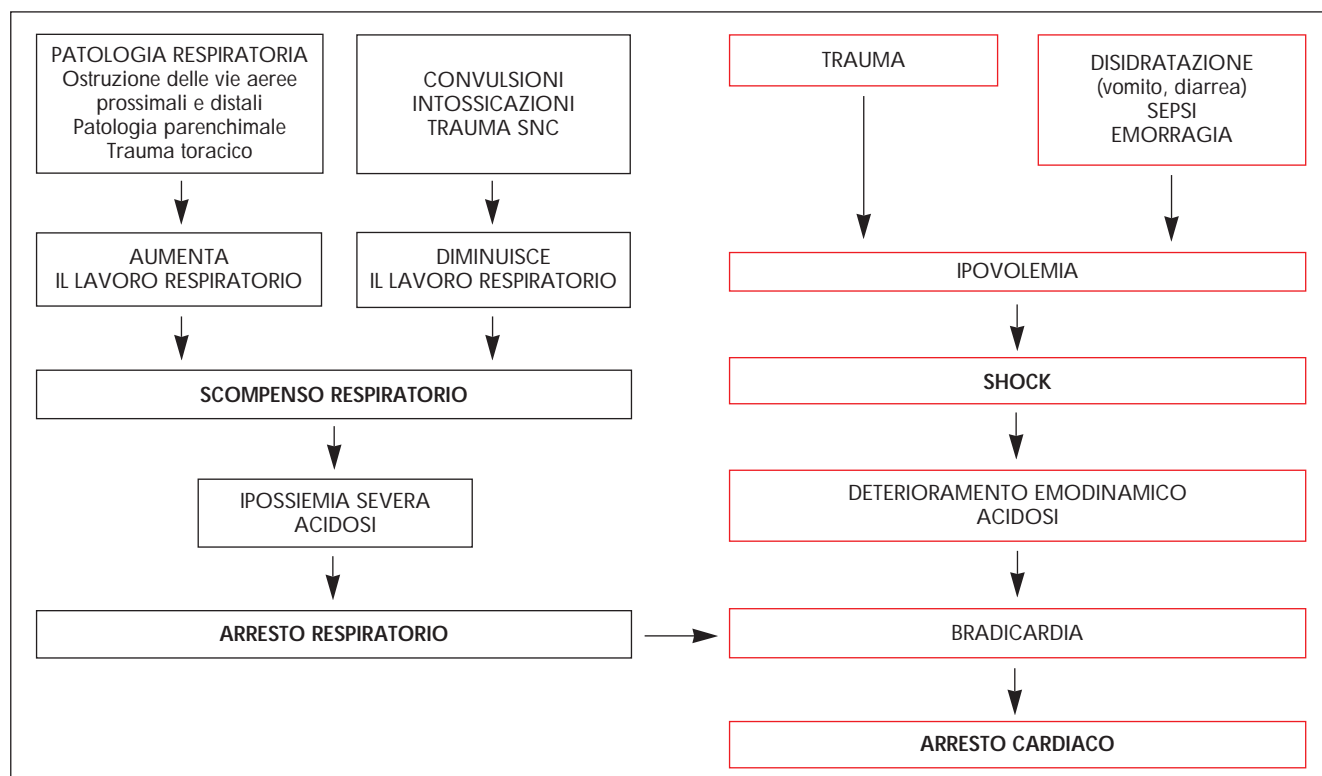 PATOLOGIA RESPIRATORIA
Ostruzione delle vie aeree
prossimali e distali
Patologia parenchimale
Trauma toracico
CONVULSIONI
INTOSSICAZIONI
TRAUMA SNC
TRAUMA
DISIDRATAZIONE
(vomito, diarrea)
SEPSI
EMORRAGIA
AUMENTA
IL LAVORO RESPIRATORIO
DIMINUISCE
IL LAVORO RESPIRATORIO
IPOVOLEMIA
SCOMPENSO RESPIRATORIO
SHOCK
IPOSSIEMIA SEVERA
ACIDOSI
DETERIORAMENTO EMODINAMICO
ACIDOSI
ARRESTO RESPIRATORIO
BRADICARDIA
ARRESTO CARDIACO